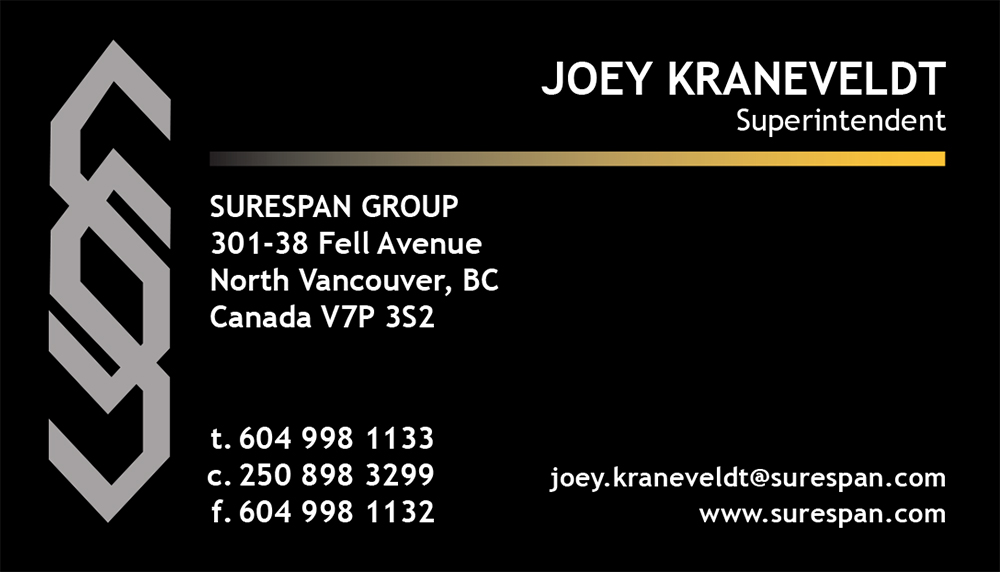 JOEY KRANEVELDT
Superintendent
SURESPAN GROUP
301-38 Fell Avenue
North Vancouver, BC
Canada V7P 3S2
t. 604 998 1133
c. 250 898 3299
f. 604 998 1132
joey.kraneveldt@surespan.com
www.surespan.com